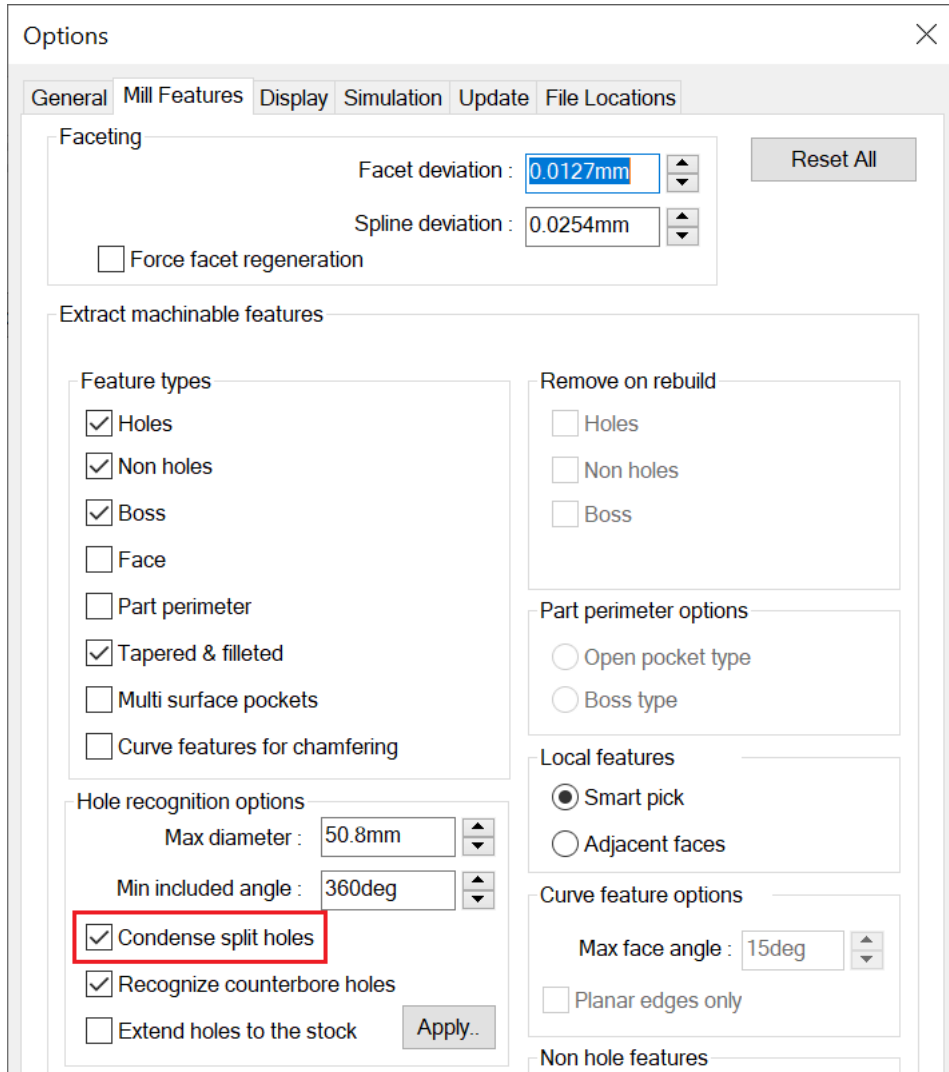 Options
General Mill Features Display Simulation Update File Locations
Faceting
Facet deviation : 0.0127mm
Reset All
Spline deviation : 0.0254mm
Force facet regeneration
Extract machinable features
Feature types
Holes
Non holes
Boss
Face
Part perimeter
Tapered & filleted
Multi surface pockets
Curve features for chamfering
Remove on rebuild
Holes
Non holes
Boss
Part perimeter options
Open pocket type
Boss type
Local features
Smart pick
Adjacent faces
Hole recognition options
Max diameter : 50.8mm
Min included angle : 360deg
Condense split holes
Recognize counterbore holes
Extend holes to the stock Apply..
Curve feature options
Max face angle : 15deg
Planar edges only
Non hole features